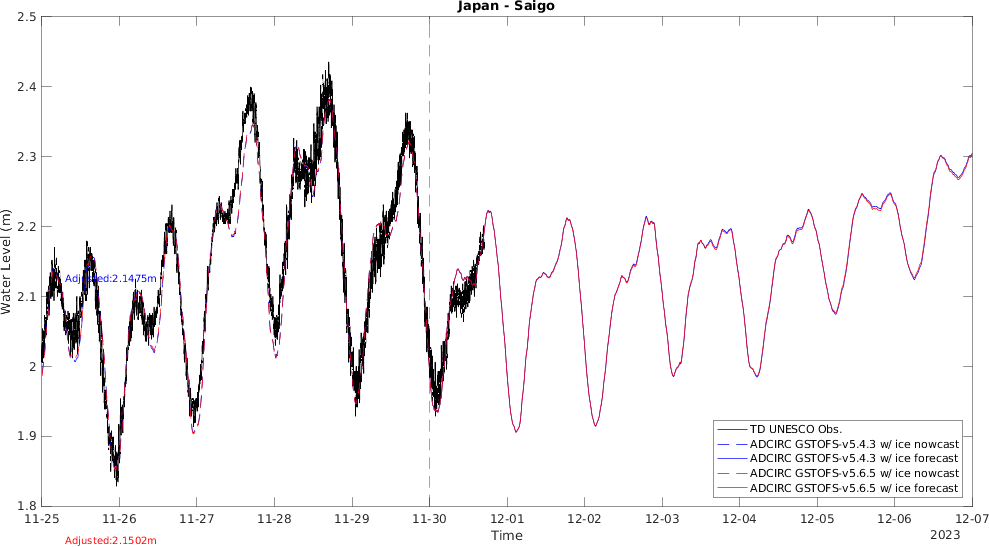 Japan - Saigo
2.5
2.4
2.3
2.2
2.1
2
1.9
1.8
Water Level (m)
Adjusted:2.1475m
TD UNESCO Obs.
ADCIRC GSTOFS-v5.4.3 w/ ice nowcast
ADCIRC GSTOFS-v5.4.3 w/ ice forecast
ADCIRC GSTOFS-v5.6.5 w/ ice nowcast
ADCIRC GSTOFS-v5.6.5 w/ ice forecast
11-25 11-26 11-27 11-28 11-29 11-30 12-01 12-02 12-03 12-04 12-05 12-06 12-07
Time
2023
Adjusted:2.1502m